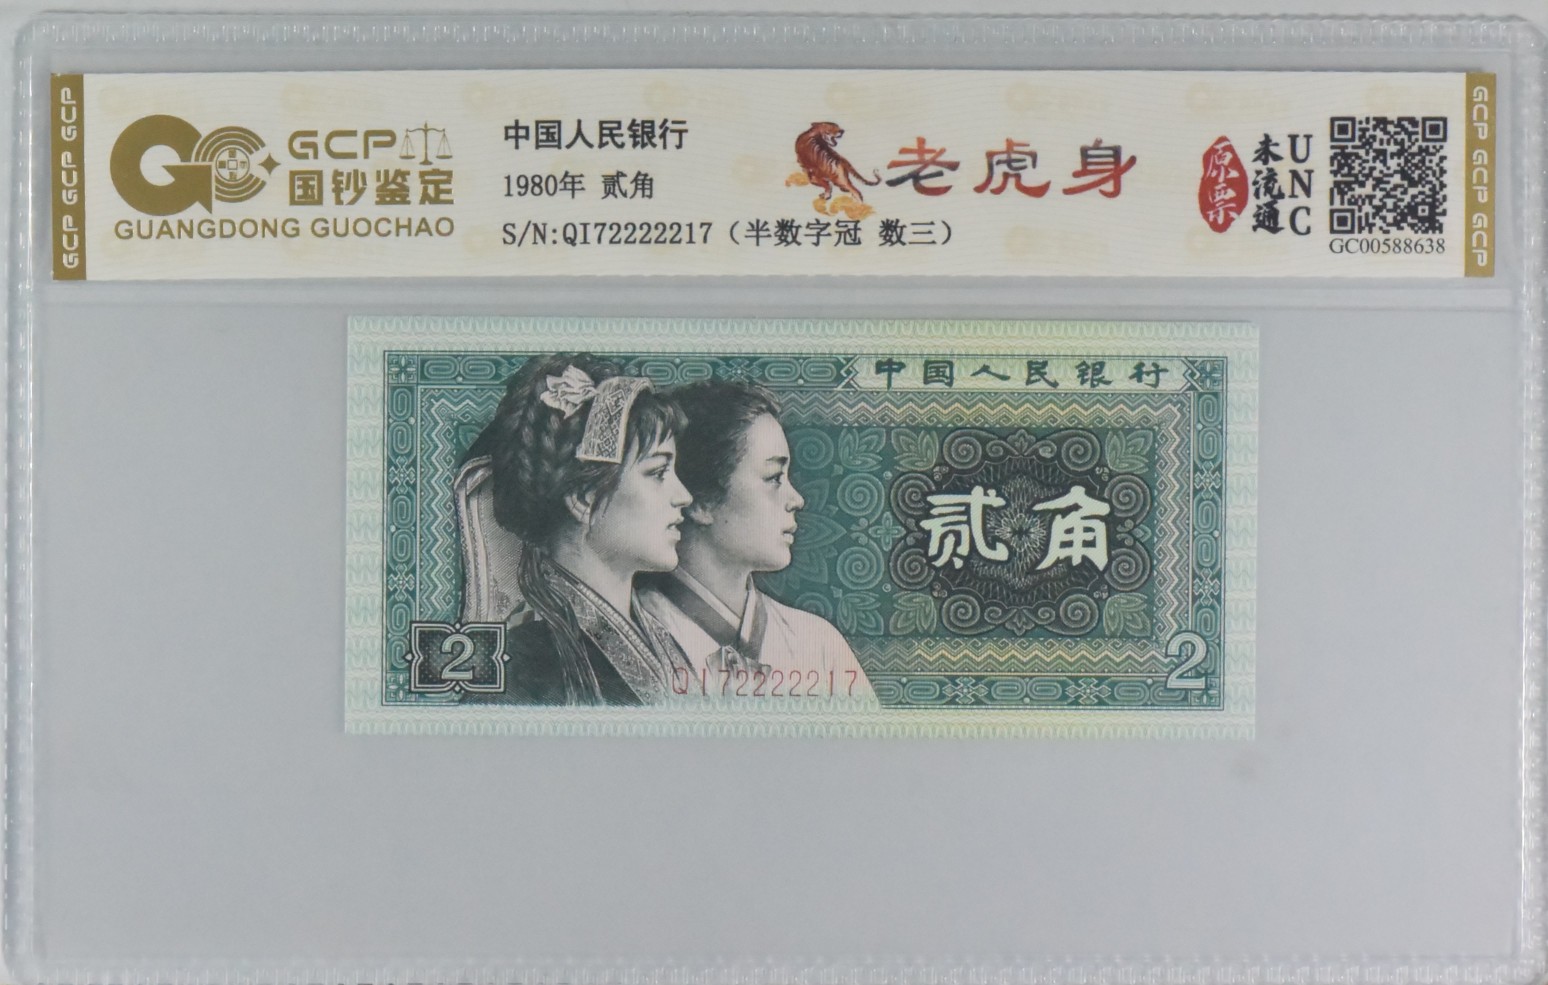 GCP GCP GCP
GCP
国钞鉴定
GUANGDONG GUOCHAO
中国人民银行
1980年 贰角
S/N:QI72222217（半数字冠 数三）
老虎身
原票
未流通
UNC
GC00588638
GCP GCP GCP
中国人民银行
贰角
2
2
QI72222217